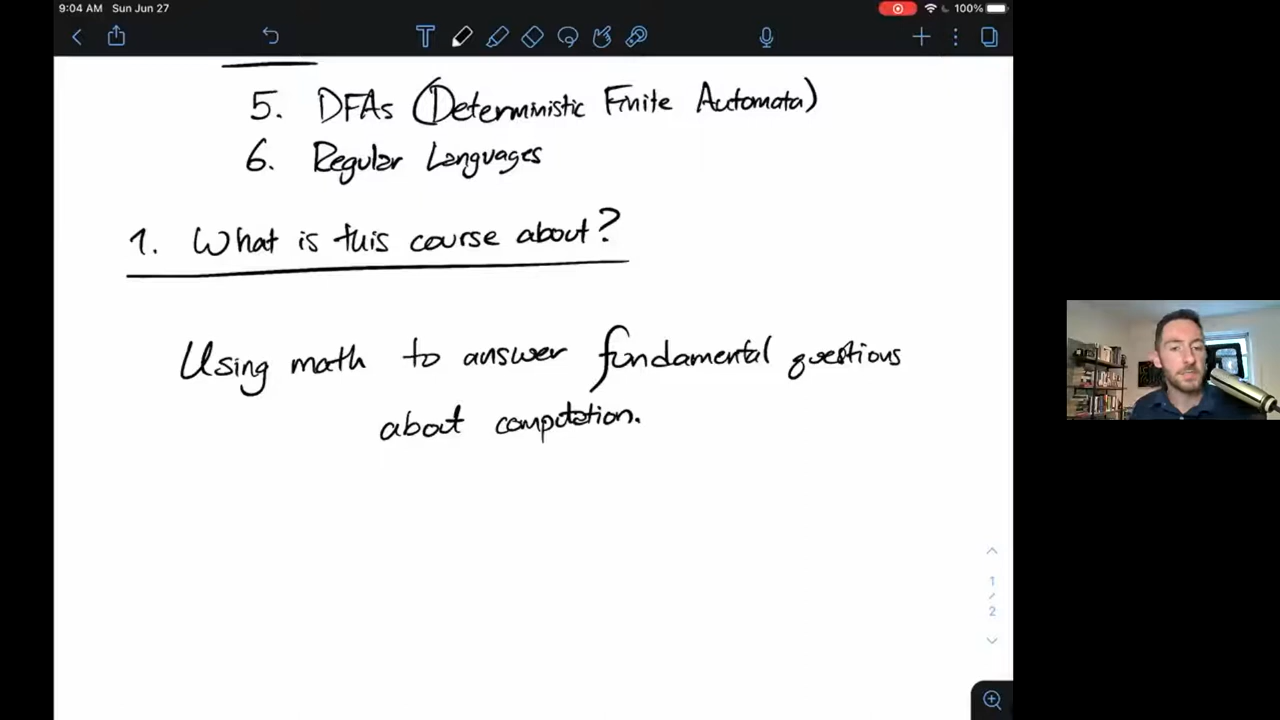 9:04 AM Sun Jun 27
100%
5. DFAs (Deterministic Finite Automata)
6. Regular Languages
1. What is this course about?
Using math to answer fundamental questions
about computation.
1
/
2